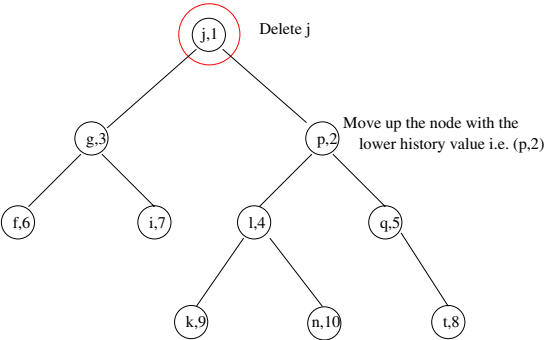 j,1
Delete j
g,3
p,2
Move up the node with the
lower history value i.e. (p,2)
f,6
i,7
l,4
q,5
k,9
n,10
t,8